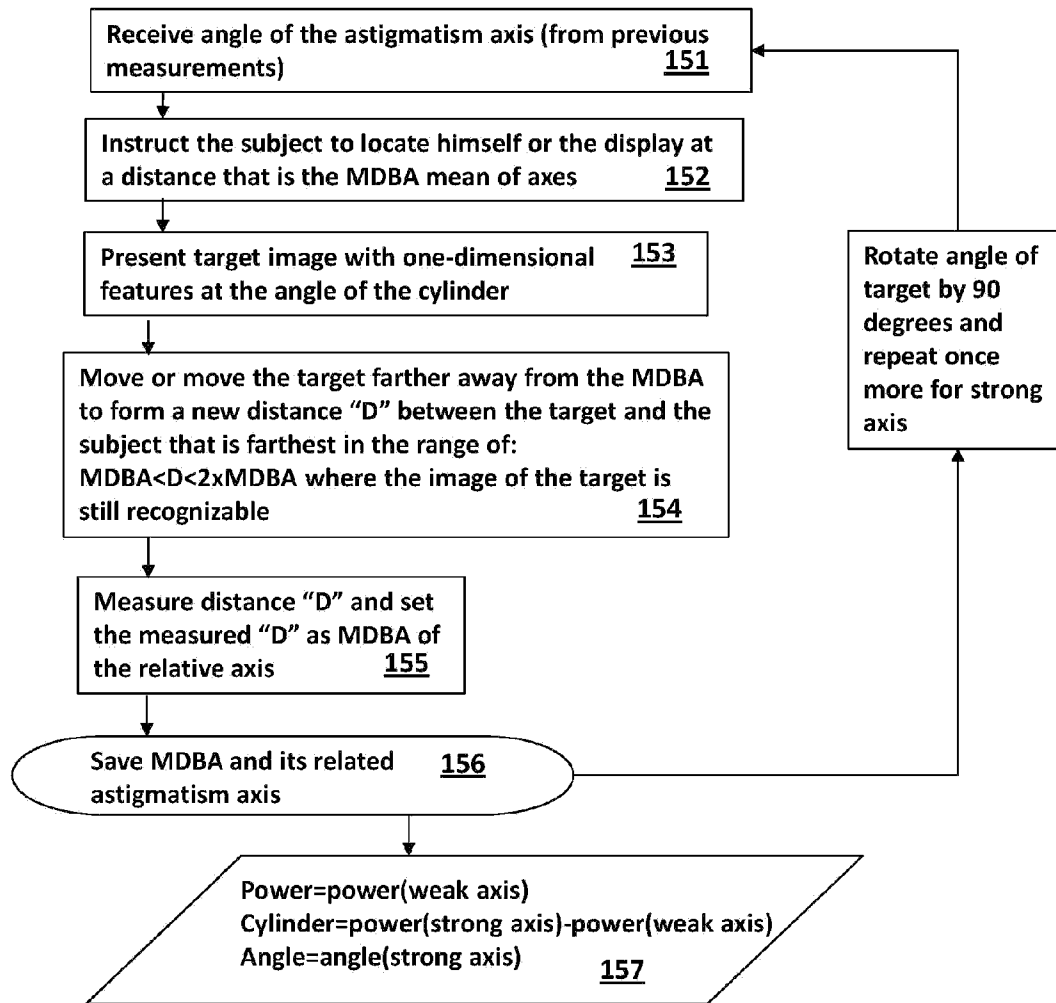 Receive angle of the astigmatism axis (from previous
measurements)
151
Instruct the subject to locate himself or the display at
a distance that is the MDBA mean of axes 152
Present target image with one-dimensional 153
features at the angle of the cylinder
Move or move the target farther away from the MDBA
to form a new distance “D” between the target and the
subject that is farthest in the range of:
MDBA<D<2xMDBA where the image of the target is
still recognizable 154
Measure distance “D” and set
the measured “D” as MDBA of
the relative axis 155
Save MDBA and its related 156
astigmatism axis
Rotate angle of
target by 90
degrees and
repeat once
more for strong
axis
Power=power(weak axis)
Cylinder=power(strong axis)-power(weak axis)
Angle=angle(strong axis) 157